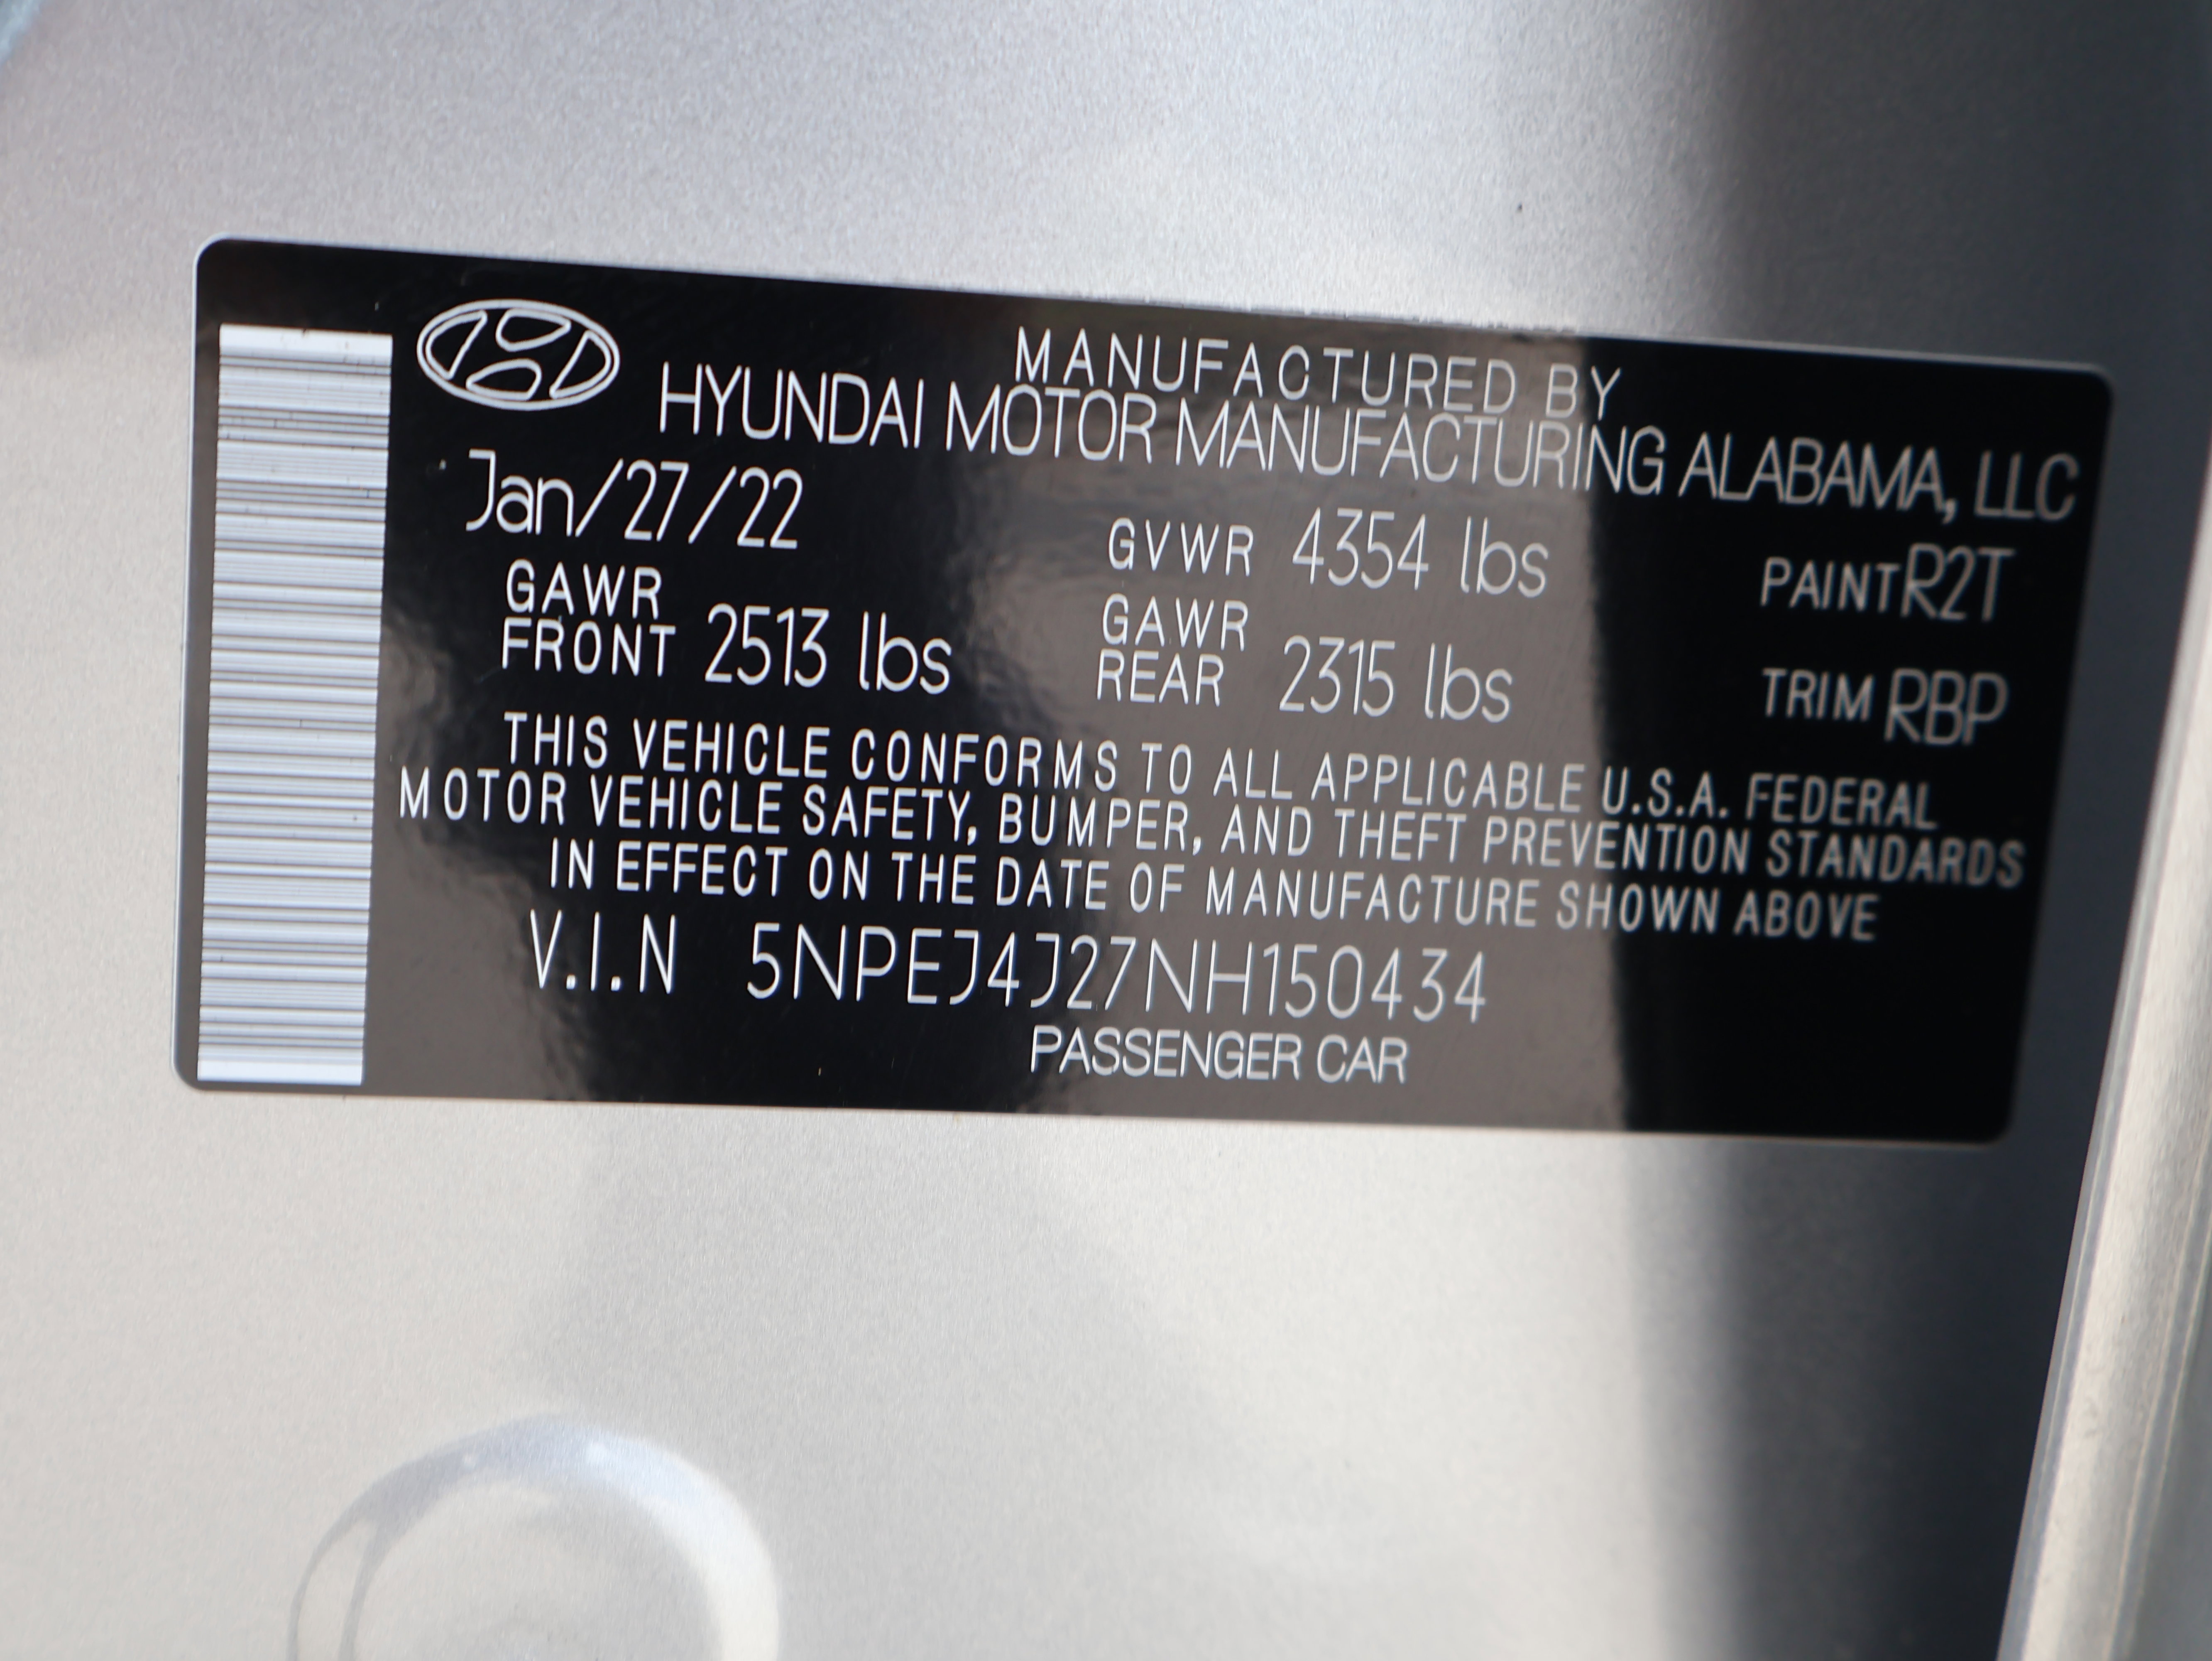 MANUFACTURED BY
HYUNDAI MOTOR MANUFACTURING ALABAMA, LLC
Jan/27/22
GVWR 4354 lbs
PAINT R2T
GAWR FRONT 2513 lbs
GAWR REAR 2315 lbs
TRIM RBP
THIS VEHICLE CONFORMS TO ALL APPLICABLE U.S.A. FEDERAL
MOTOR VEHICLE SAFETY, BUMPER, AND THEFT PREVENTION STANDARDS
IN EFFECT ON THE DATE OF MANUFACTURE SHOWN ABOVE
V.I.N 5NPEJ4J27NH150434
PASSENGER CAR